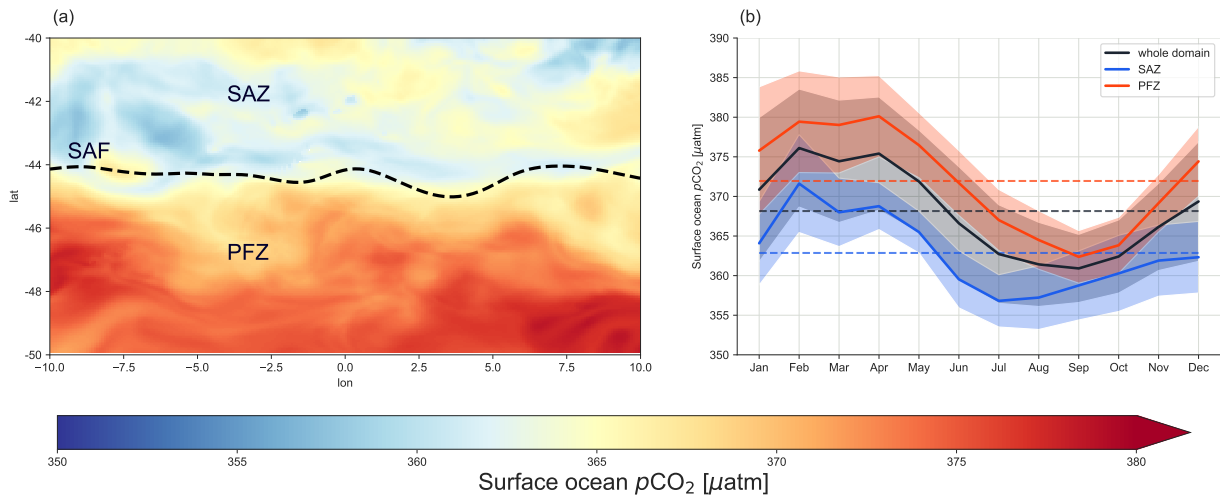 (a)
-40
-42
-44
-46
-48
-50
lat
SAZ
SAF
PFZ
−10.0 −7.5 −5.0 −2.5 0.0 2.5 5.0 7.5 10.0
lon
(b)
390
385
380
375
370
365
360
355
350
Surface ocean pCO₂ [μatm]
whole domain
SAZ
PFZ
Jan Feb Mar Apr May Jun Jul Aug Sep Oct Nov Dec
350 355 360 365 370 375 380
Surface ocean pCO₂ [μatm]